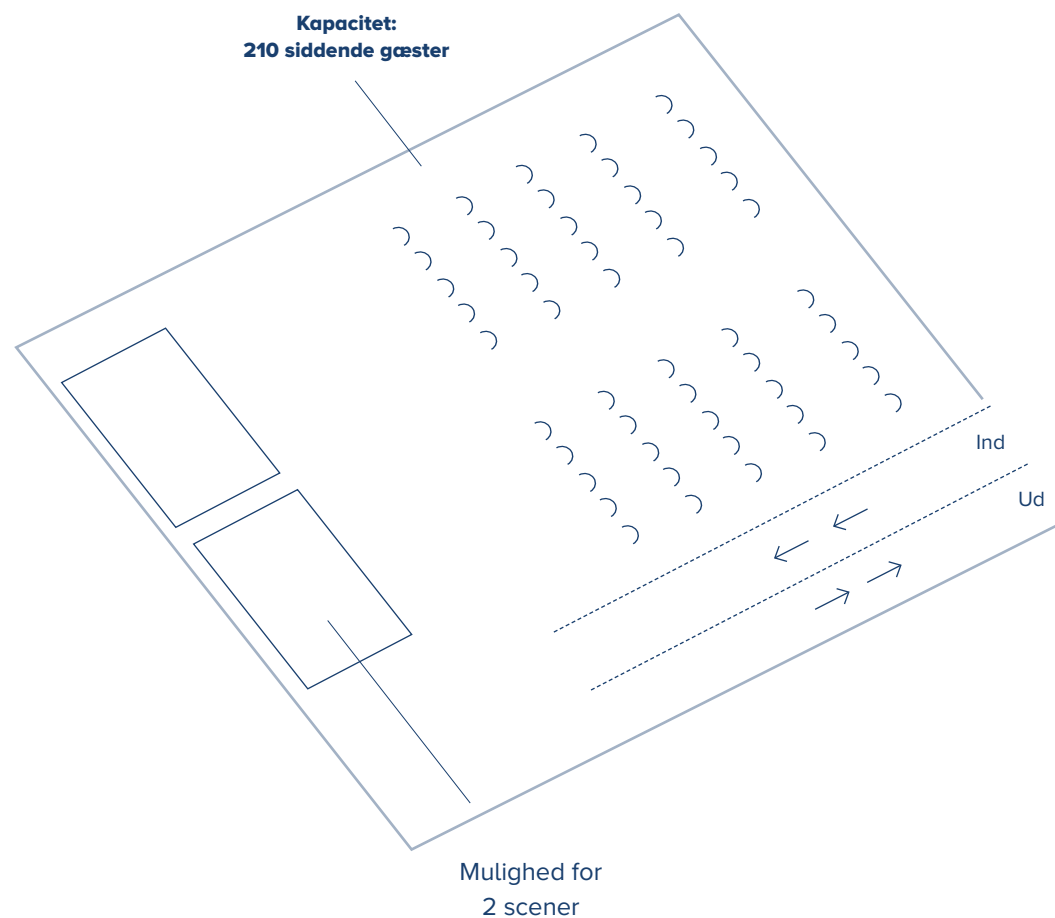 Kapacitet:
210 siddende gæster
Ind
Ud
Mulighed for
2 scener